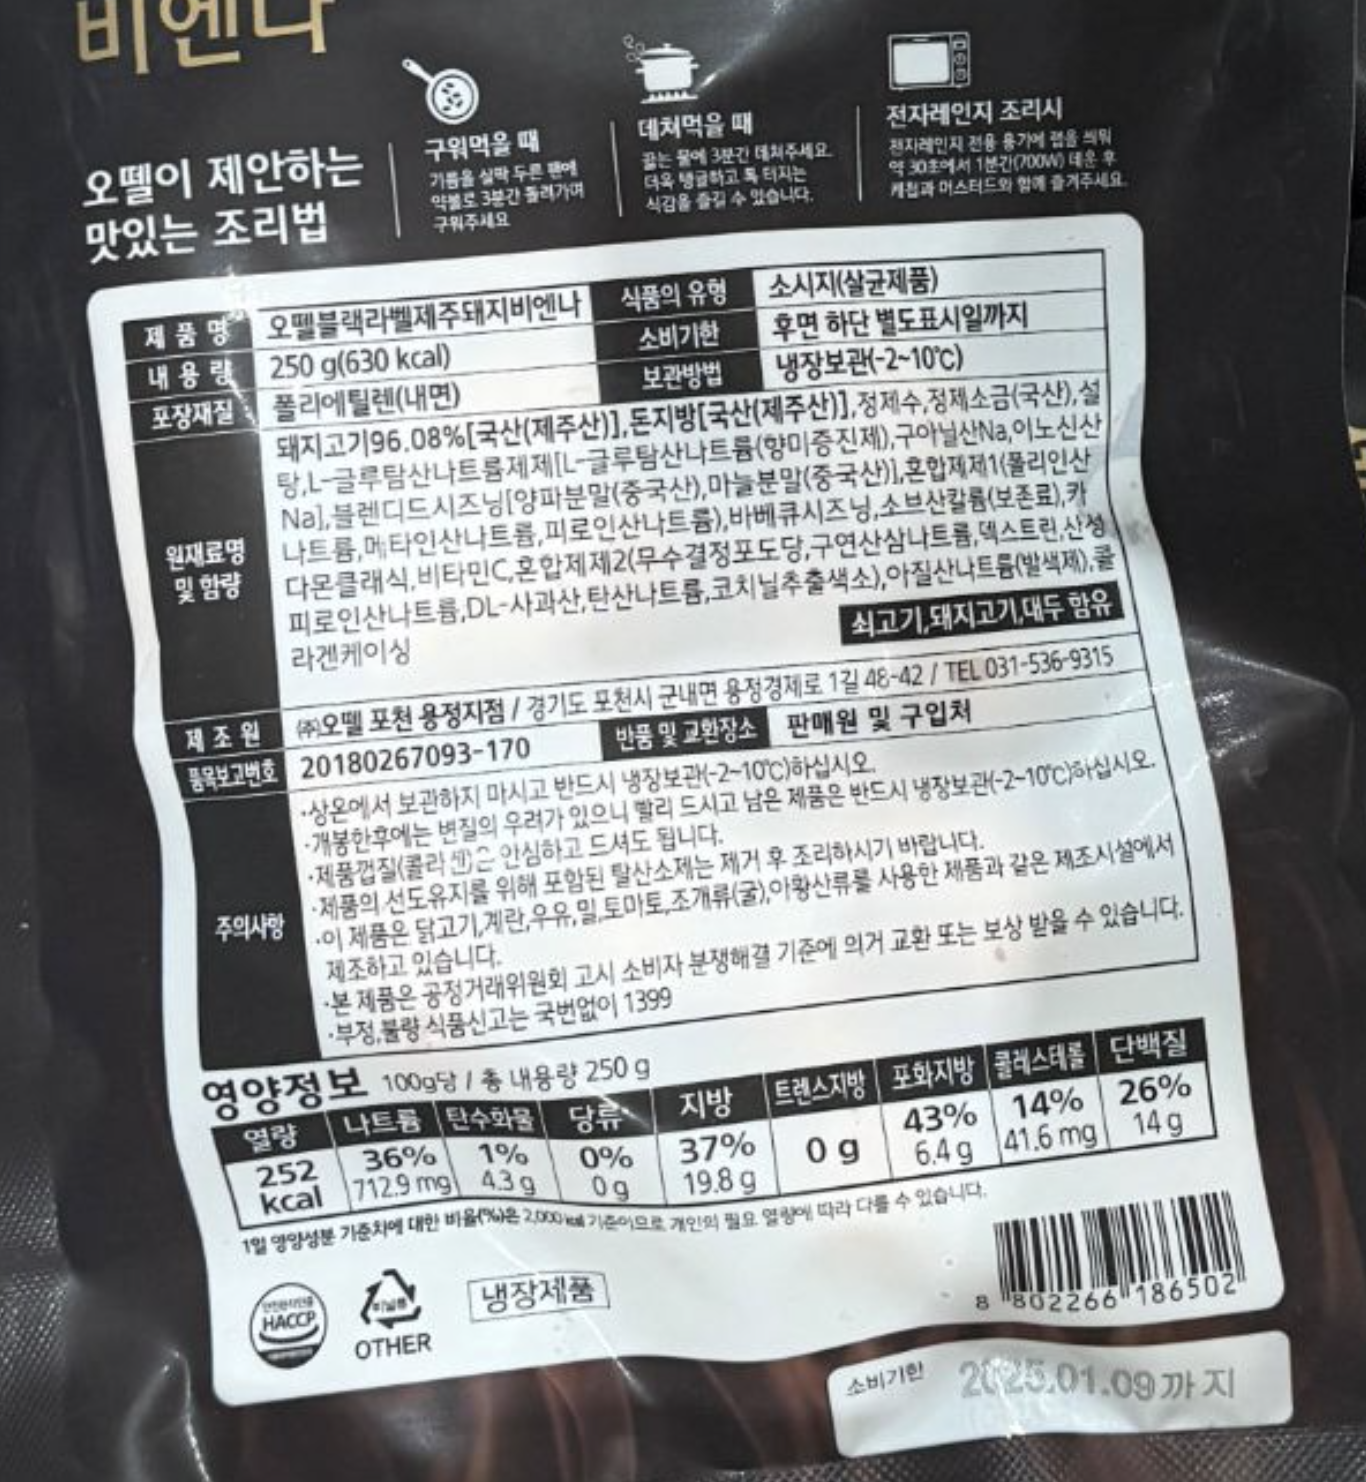 비엔나
오뗄이 제안하는
맛있는 조리법
구워먹을 때
기름을 살짝 두른 팬에
약불로 3분간 돌려가며
구워주세요
데쳐먹을 때
끓는 물에 3분간 데쳐주세요.
더욱 탱글하고 톡 터지는
식감을 즐길 수 있습니다.
전자레인지 조리시
전자레인지 전용 용기에 랩을 씌워
약 30초에서 1분간(700W) 데운 후
케첩과 머스터드와 함께 즐겨주세요.
제 품 명 오뗄블랙라벨제주돼지비엔나 식품의 유형 소시지(살균제품)
내 용 량 250 g(630 kcal) 소비기한 후면 하단 별도표시일까지
포장재질 폴리에틸렌(내면) 보관방법 냉장보관(-2~10℃)
원재료명
및 함량
돼지고기96.08%[국산(제주산)],돈지방[국산(제주산)],정제수,정제소금(국산),설
탕,L-글루탐산나트륨제제[L-글루탐산나트륨(향미증진제),구아닐산Na,이노신산
Na],블렌디드시즈닝[양파분말(중국산),마늘분말(중국산)],혼합제제1(폴리인산
나트륨,메타인산나트륨,피로인산나트륨),바베큐시즈닝,소브산칼륨(보존료),카
다몬클래식,비타민C,혼합제제2(무수결정포도당,구연산삼나트륨,덱스트린,산성
피로인산나트륨,DL-사과산,탄산나트륨,코치닐추출색소),아질산나트륨(발색제),콜
라겐케이싱
쇠고기,돼지고기,대두 함유
제 조 원 ㈜오뗄 포천 용정지점 / 경기도 포천시 군내면 용정경제로 1길 48-42 / TEL 031-536-9315
품목보고번호 20180267093-170 반품 및 교환장소 판매원 및 구입처
주의사항
·상온에서 보관하지 마시고 반드시 냉장보관(-2~10℃)하십시오.
·개봉한후에는 변질의 우려가 있으니 빨리 드시고 남은 제품은 반드시 냉장보관(-2~10℃)하십시오.
·제품껍질(콜라겐)은 안심하고 드셔도 됩니다.
·제품의 선도유지를 위해 포함된 탈산소제는 제거 후 조리하시기 바랍니다.
·이 제품은 닭고기,계란,우유,밀,토마토,조개류(굴),아황산류를 사용한 제품과 같은 제조시설에서
제조하고 있습니다.
·본 제품은 공정거래위원회 고시 소비자 분쟁해결 기준에 의거 교환 또는 보상 받을 수 있습니다.
·부정,불량 식품신고는 국번없이 1399
영양정보 100g당 / 총 내용량 250 g
열량 나트륨 탄수화물 당류 지방 트랜스지방 포화지방 콜레스테롤 단백질
252 kcal 36% 1% 0% 37% 0 g 43% 14% 26%
712.9 mg 4.3 g 0 g 19.8 g 6.4 g 41.6 mg 14 g
1일 영양성분 기준치에 대한 비율(%)은 2,000 kcal 기준이므로 개인의 필요 열량에 따라 다를 수 있습니다.
HACCP
비닐류
OTHER
냉장제품
8 802266 186502
소비기한 2025.01.09까지